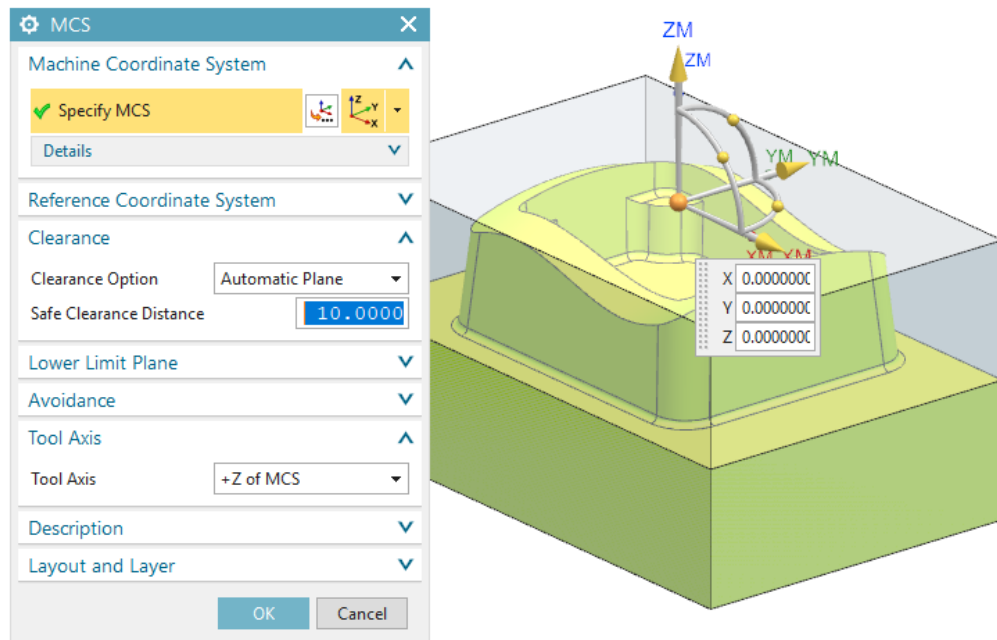 MCS
Machine Coordinate System
Specify MCS
Z
Y
X
Details
Reference Coordinate System
Clearance
Clearance Option Automatic Plane
Safe Clearance Distance 10.0000
Lower Limit Plane
Avoidance
Tool Axis
Tool Axis +Z of MCS
Description
Layout and Layer
OK Cancel
ZM
ZM
YM YM
XM XM
X 0.0000000
Y 0.0000000
Z 0.0000000